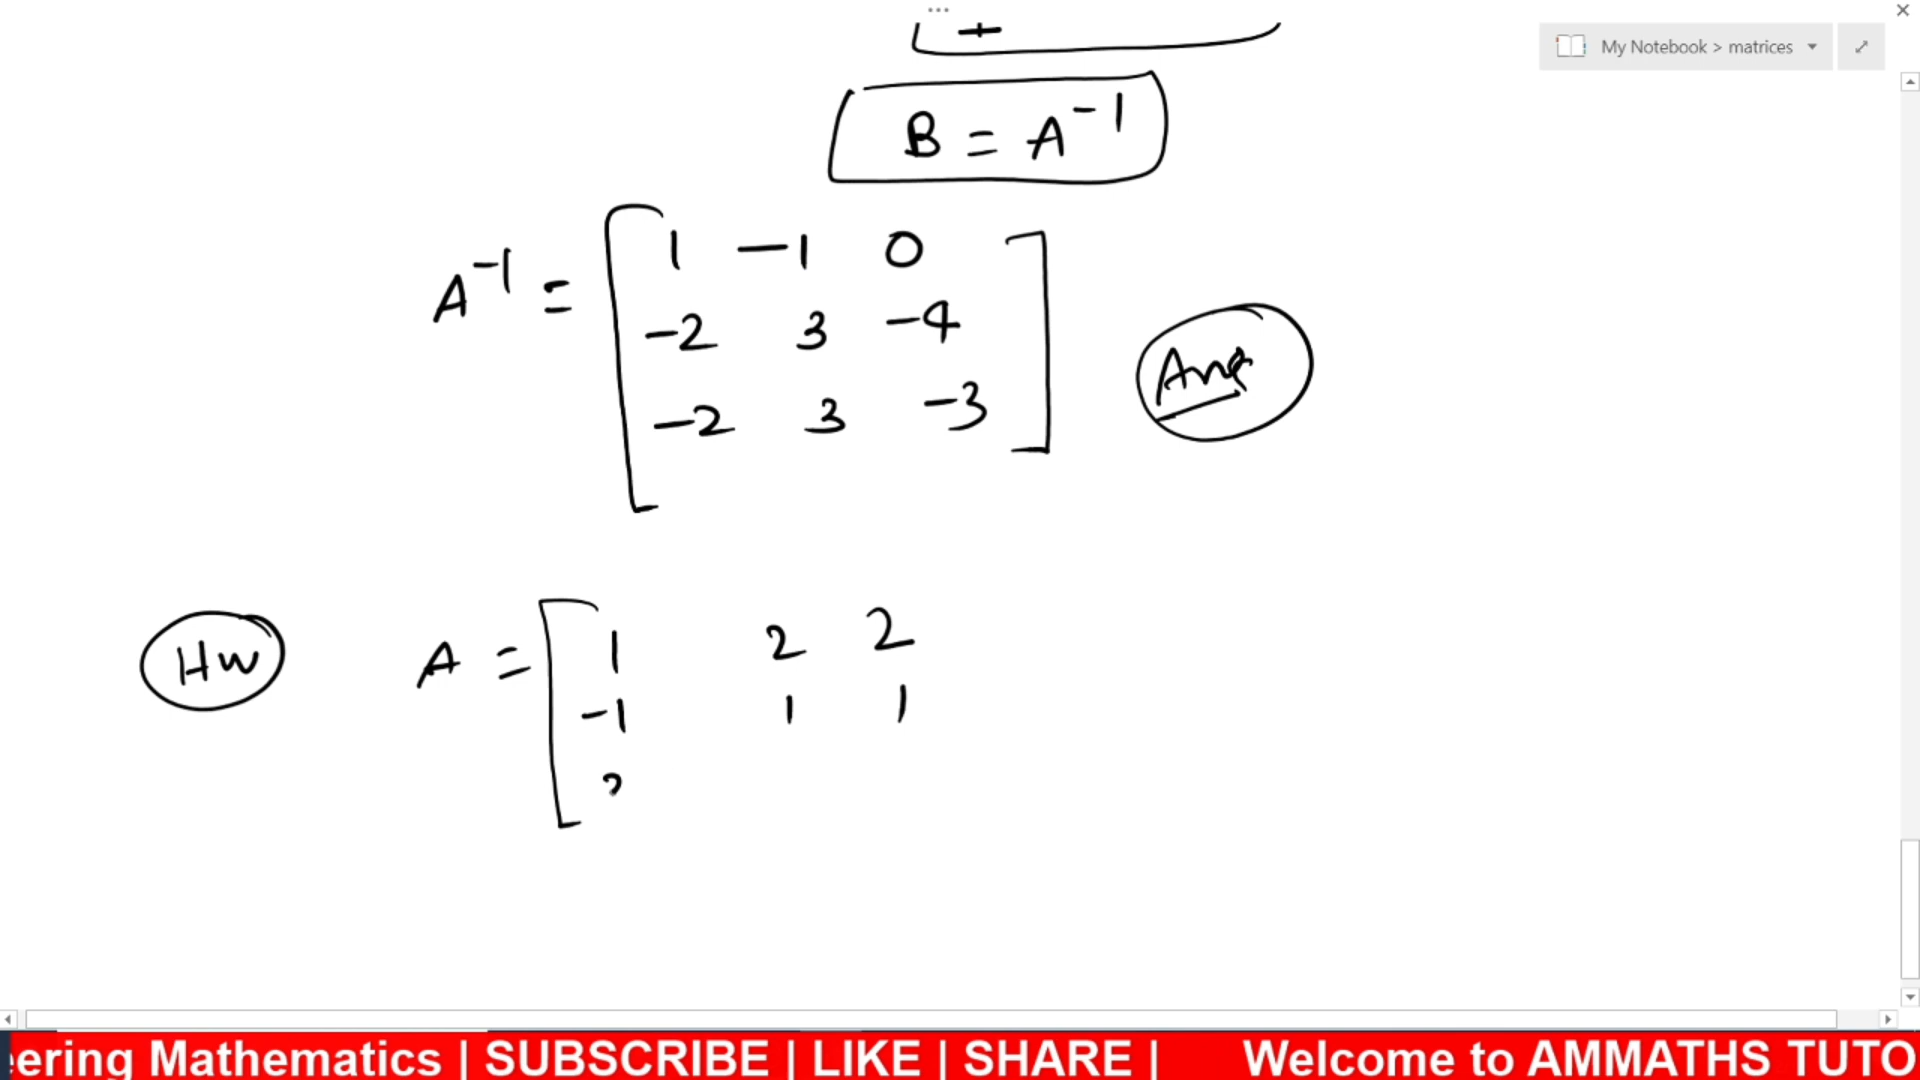 My Notebook > matrices
B = A^-1
A^-1 = [ 1 -1 0
-2 3 -4
-2 3 -3 ]
Ans
HW A = [ 1 2 2
-1 1 1
eering Mathematics | SUBSCRIBE | LIKE | SHARE | Welcome to AMMATHS TUTO